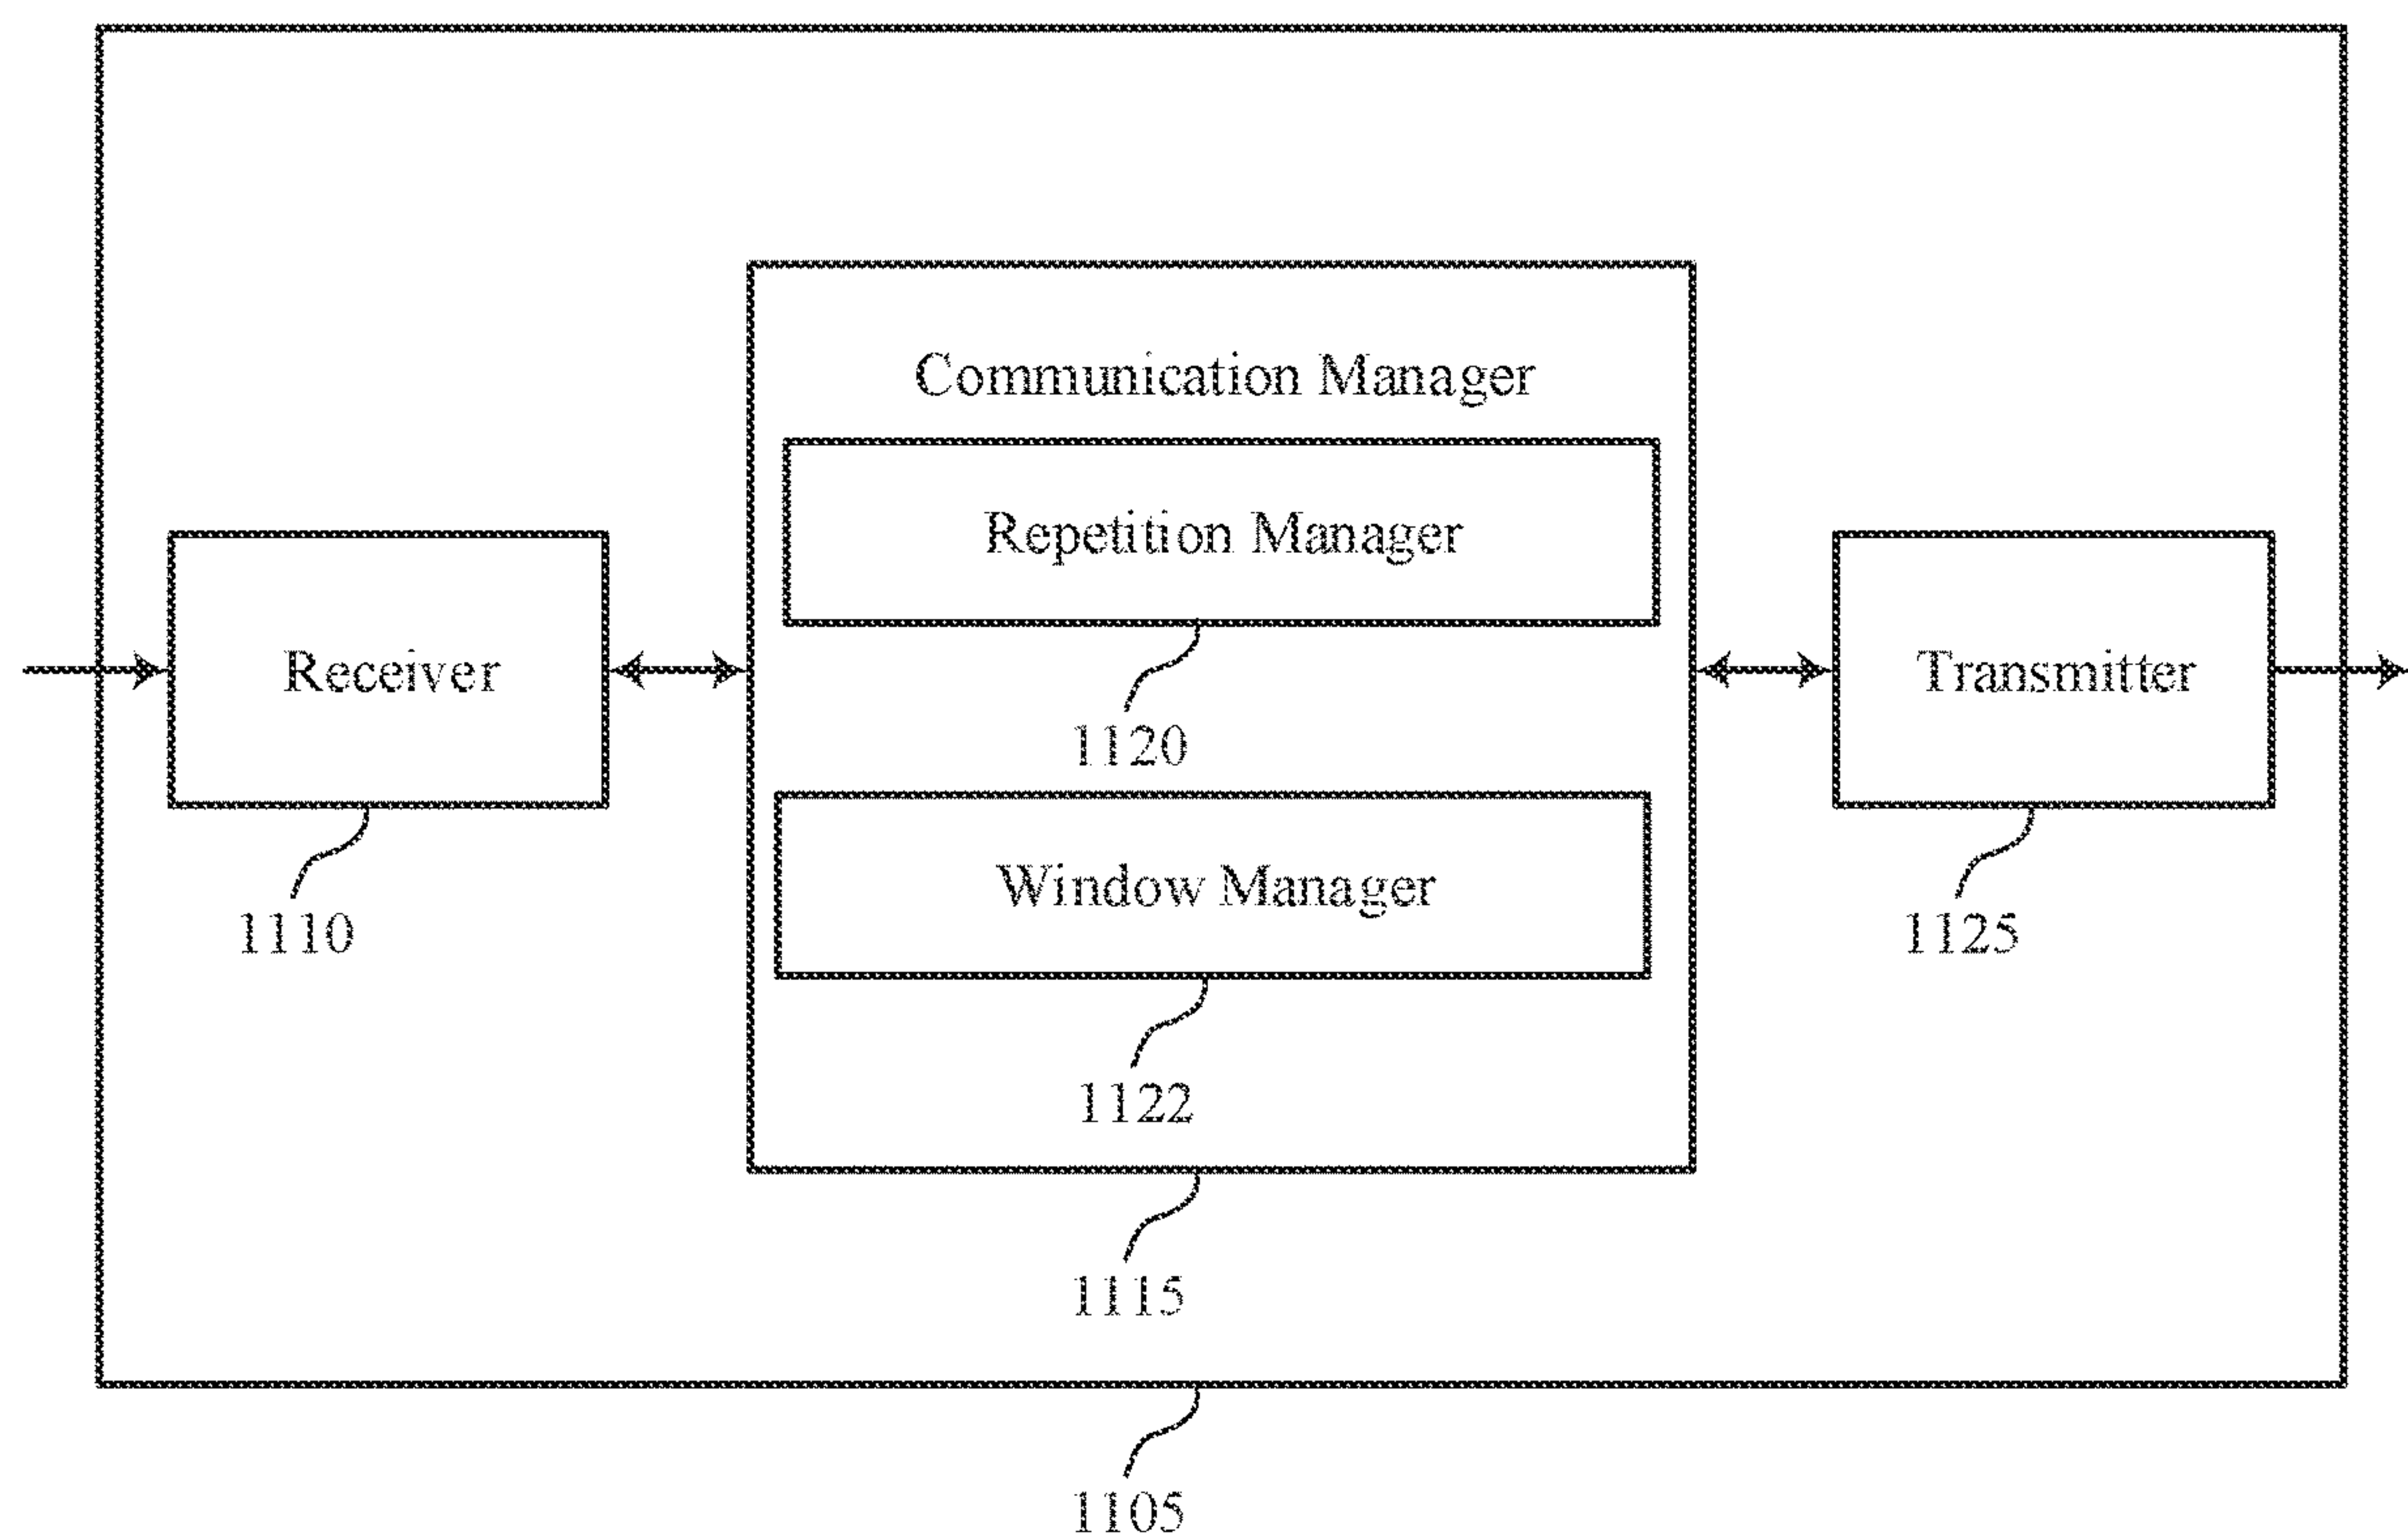 Communication Manager
Repetition Manager
1120
Receiver
1110
Transmitter
1125
Window Manager
1122
1115
1105